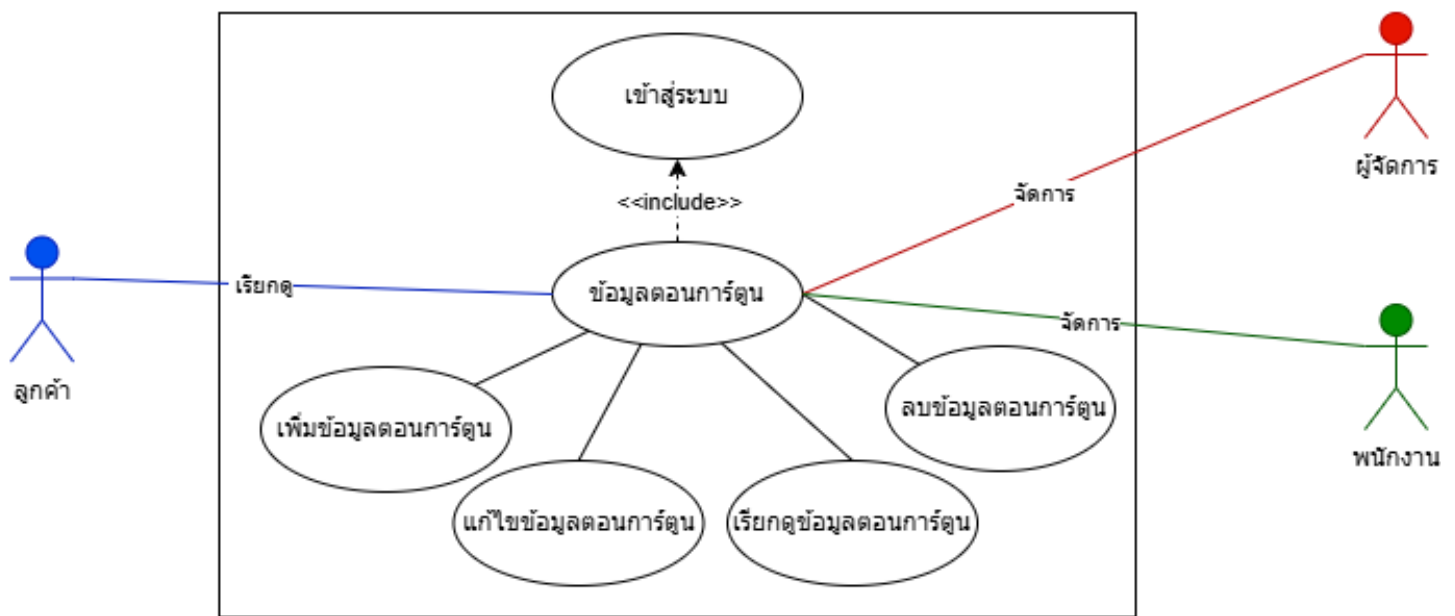 เข้าสู่ระบบ
ผู้จัดการ
จัดการ
<<include>>
เรียกดู
ข้อมูลตอนการ์ตูน
จัดการ
ลูกค้า
ลบข้อมูลตอนการ์ตูน
เพิ่มข้อมูลตอนการ์ตูน
พนักงาน
แก้ไขข้อมูลตอนการ์ตูน
เรียกดูข้อมูลตอนการ์ตูน